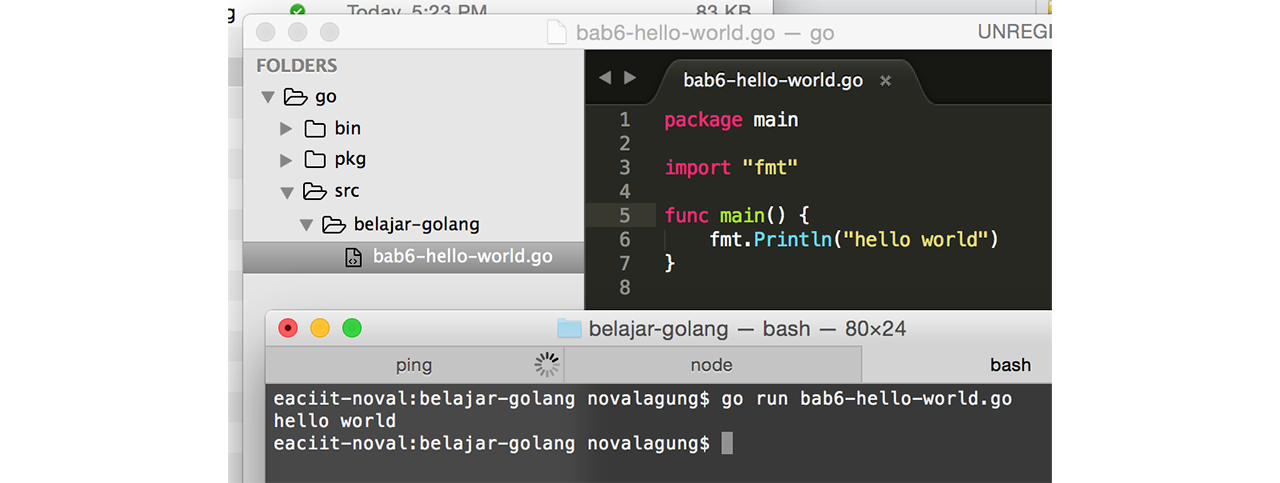 Today, 5:23 PM 83 KB
bab6-hello-world.go — go UNREGI
FOLDERS
go
bin
pkg
src
belajar-golang
bab6-hello-world.go
bab6-hello-world.go ×
1 package main
2
3 import "fmt"
4
5 func main() {
6 fmt.Println("hello world")
7 }
8
belajar-golang — bash — 80×24
ping node bash
eaciit-noval:belajar-golang novalagung$ go run bab6-hello-world.go
hello world
eaciit-noval:belajar-golang novalagung$